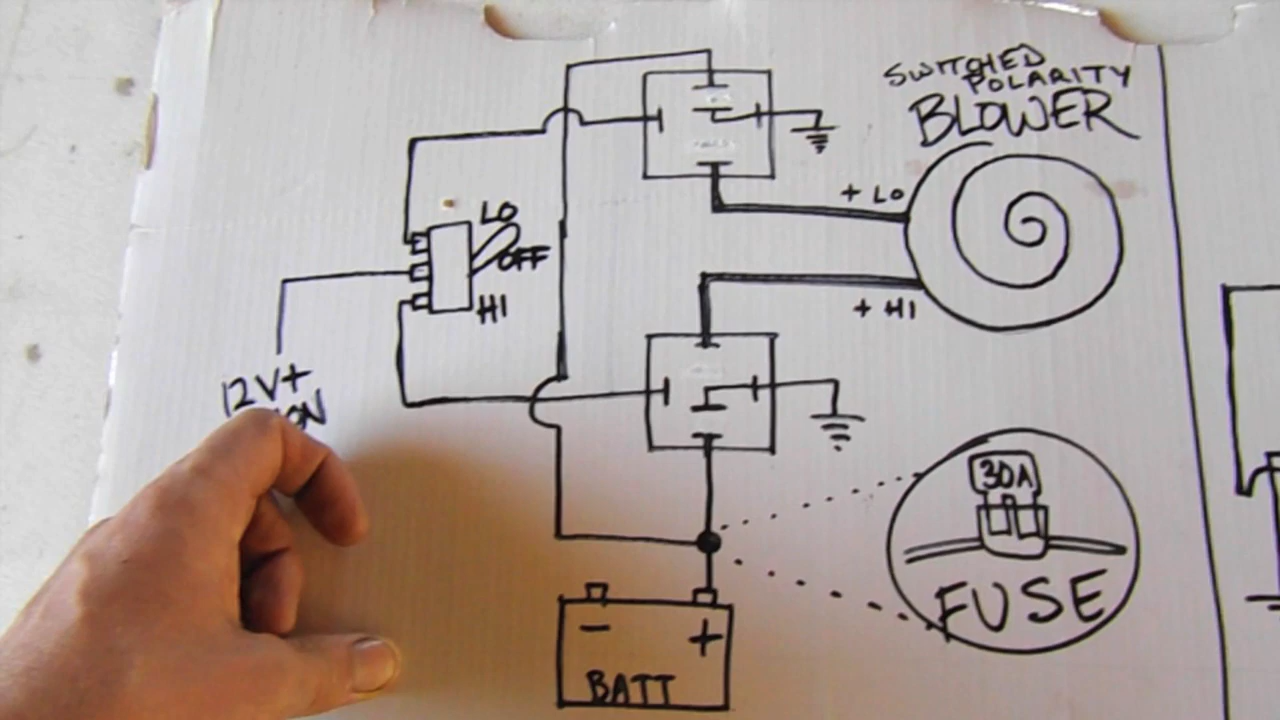 SWITCHED
POLARITY
BLOWER
+ LO
LO
OFF
HI
+ HI
12V+
30A
FUSE
- +
BATT